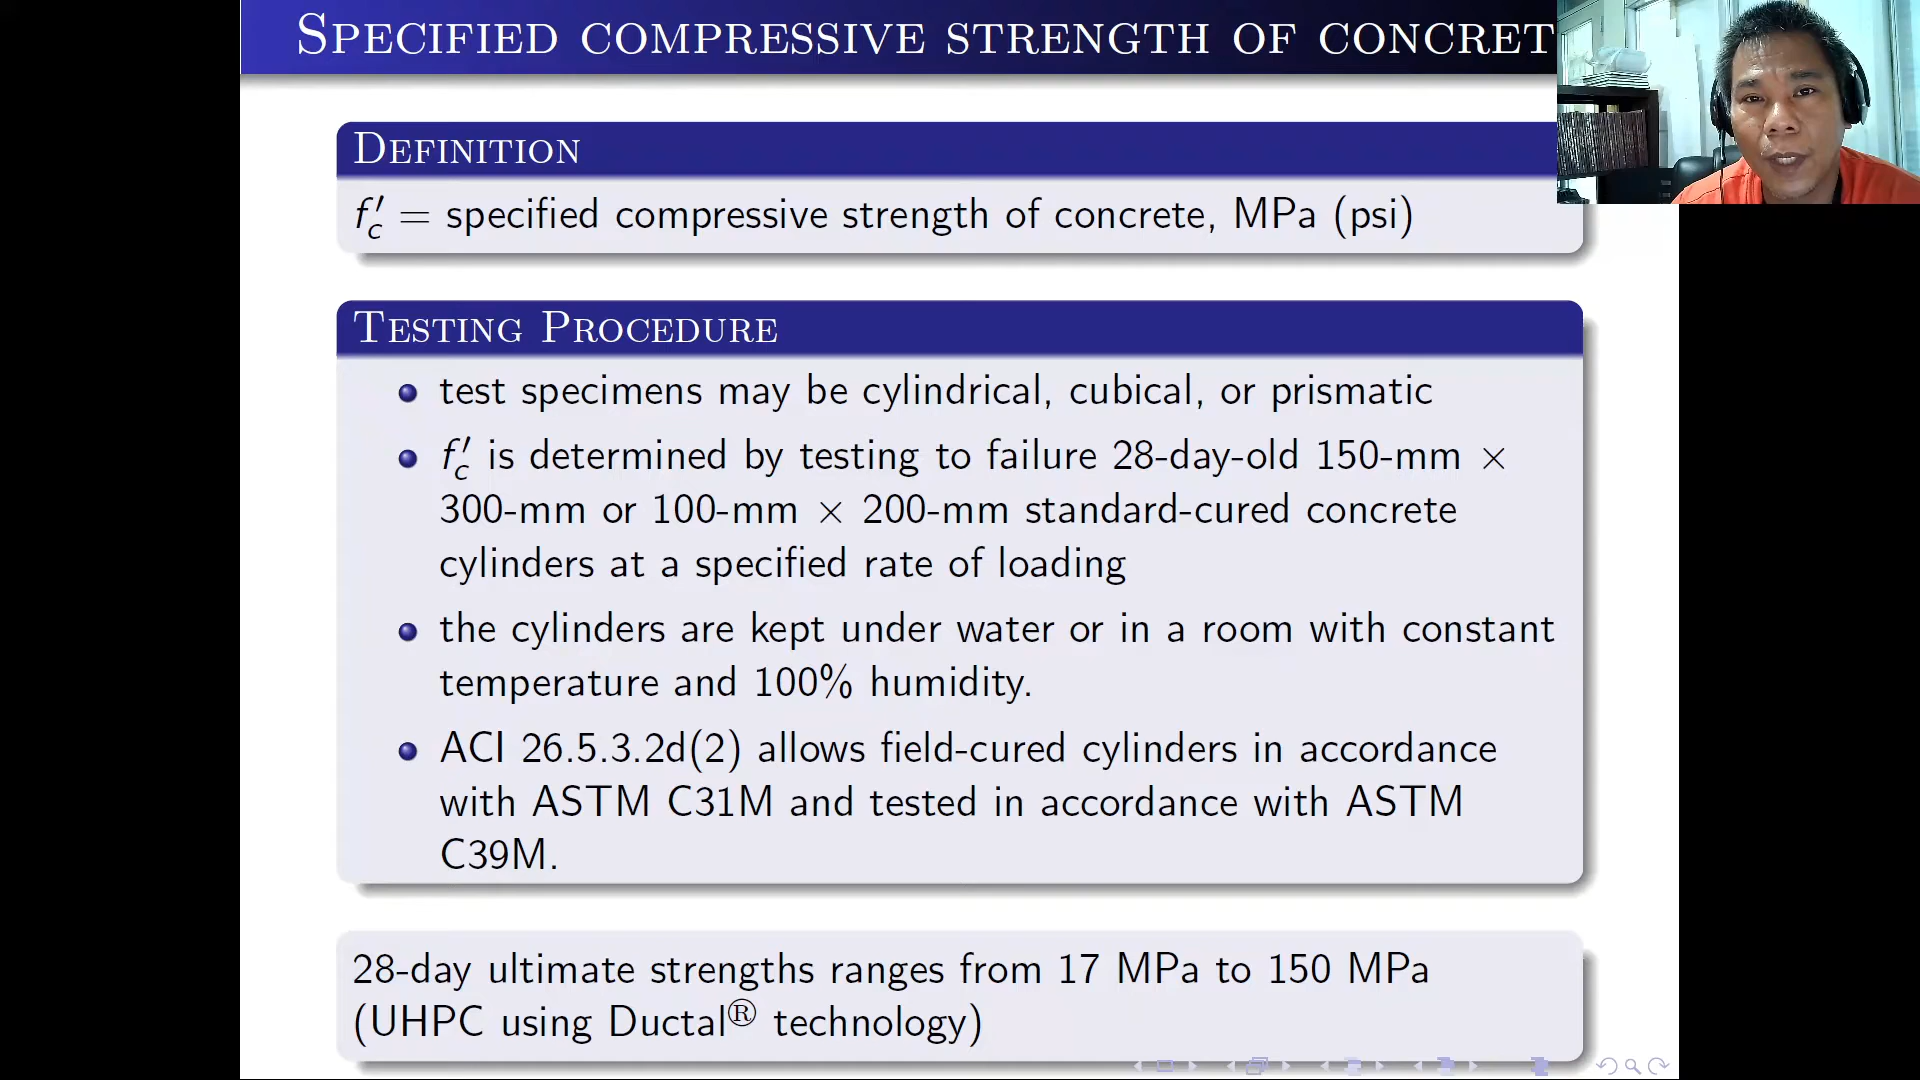 SPECIFIED COMPRESSIVE STRENGTH OF CONCRET
DEFINITION
f′c = specified compressive strength of concrete, MPa (psi)
TESTING PROCEDURE
test specimens may be cylindrical, cubical, or prismatic
f′c is determined by testing to failure 28-day-old 150-mm ×
300-mm or 100-mm × 200-mm standard-cured concrete
cylinders at a specified rate of loading
the cylinders are kept under water or in a room with constant
temperature and 100% humidity.
ACI 26.5.3.2d(2) allows field-cured cylinders in accordance
with ASTM C31M and tested in accordance with ASTM
C39M.
28-day ultimate strengths ranges from 17 MPa to 150 MPa
(UHPC using Ductal® technology)